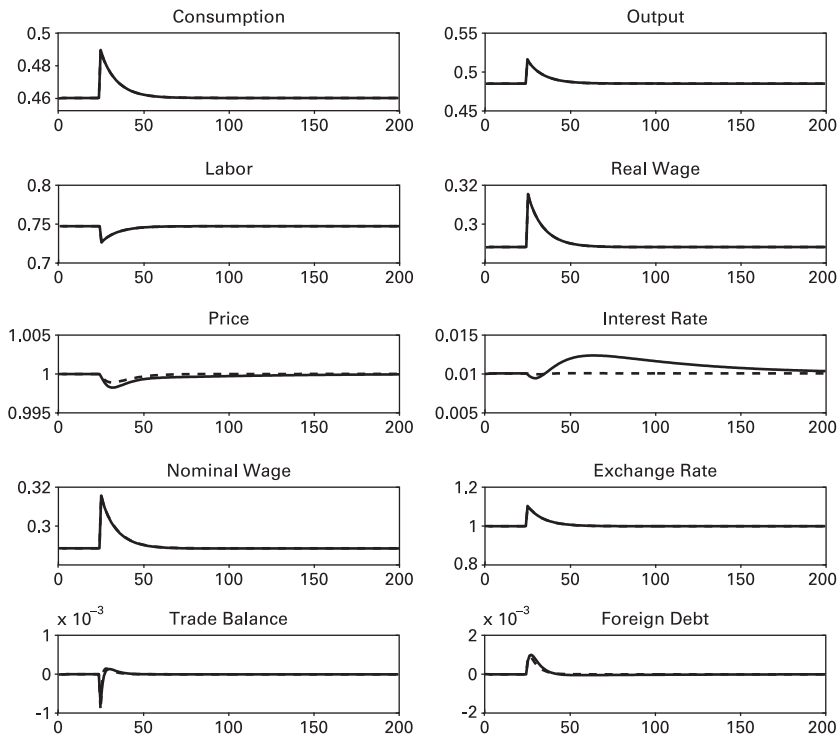 Consumption
0.5
0.48
0.46
0 50 100 150 200
Output
0.55
0.5
0.45
0 50 100 150 200
Labor
0.8
0.75
0.7
0 50 100 150 200
Real Wage
0.32
0.3
0 50 100 150 200
Price
1.005
1
0.995
0 50 100 150 200
Interest Rate
0.015
0.010
0.005
0 50 100 150 200
Nominal Wage
0.32
0.3
0 50 100 150 200
Exchange Rate
1.2
1
0.8
0 50 100 150 200
Trade Balance
x 10⁻³
1
0
-1
0 50 100 150 200
Foreign Debt
x 10⁻³
2
0
-2
0 50 100 150 200